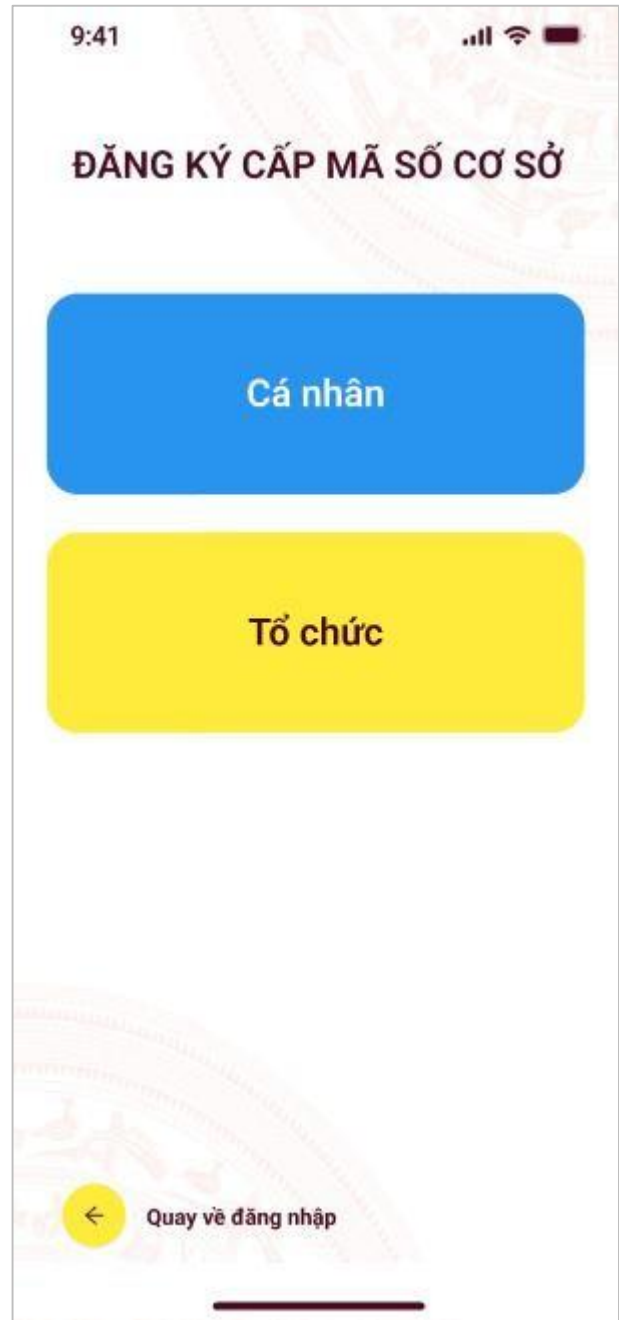 9:41
ĐĂNG KÝ CẤP MÃ SỐ CƠ SỞ
Cá nhân
Tổ chức
Quay về đăng nhập